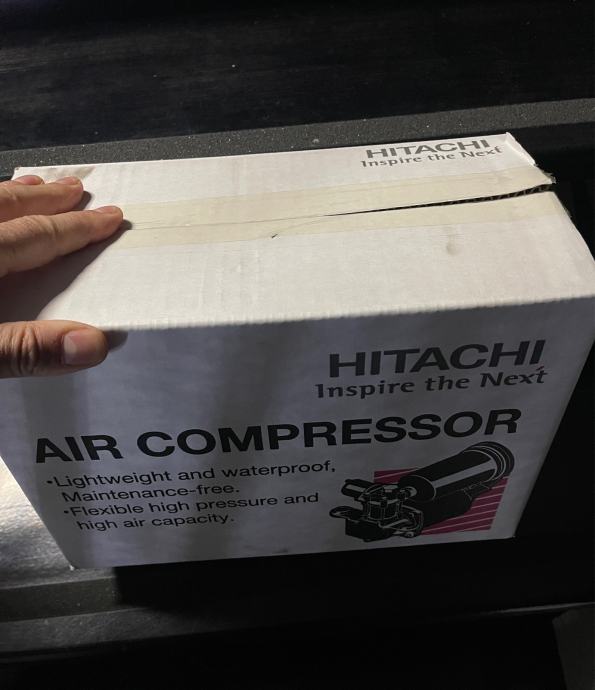 HITACHI
Inspire the Next
HITACHI
Inspire the Next
AIR COMPRESSOR
•Lightweight and waterproof,
Maintenance-free.
•Flexible high pressure and
high air capacity.